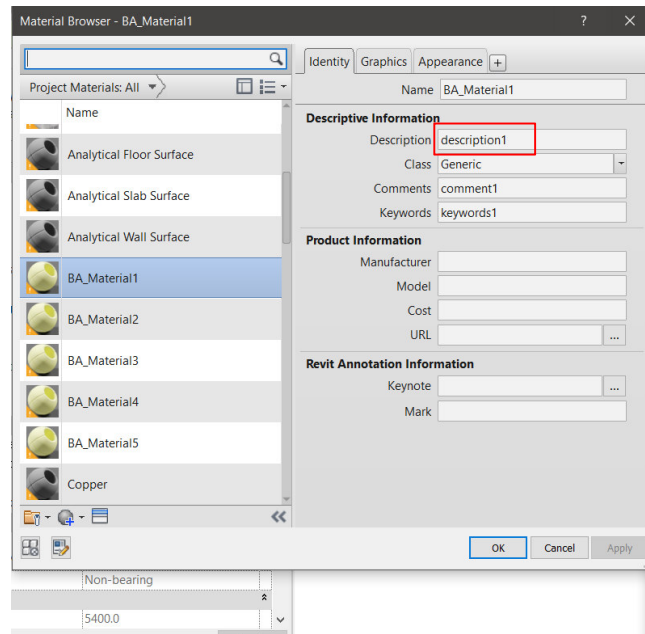 Material Browser - BA_Material1
? ×
Identity Graphics Appearance +
Project Materials: All
Name
Analytical Floor Surface
Analytical Slab Surface
Analytical Wall Surface
BA_Material1
BA_Material2
BA_Material3
BA_Material4
BA_Material5
Copper
Name BA_Material1
Descriptive Information
Description description1
Class Generic
Comments comment1
Keywords keywords1
Product Information
Manufacturer
Model
Cost
URL ...
Revit Annotation Information
Keynote ...
Mark
OK Cancel Apply
Non-bearing
5400.0